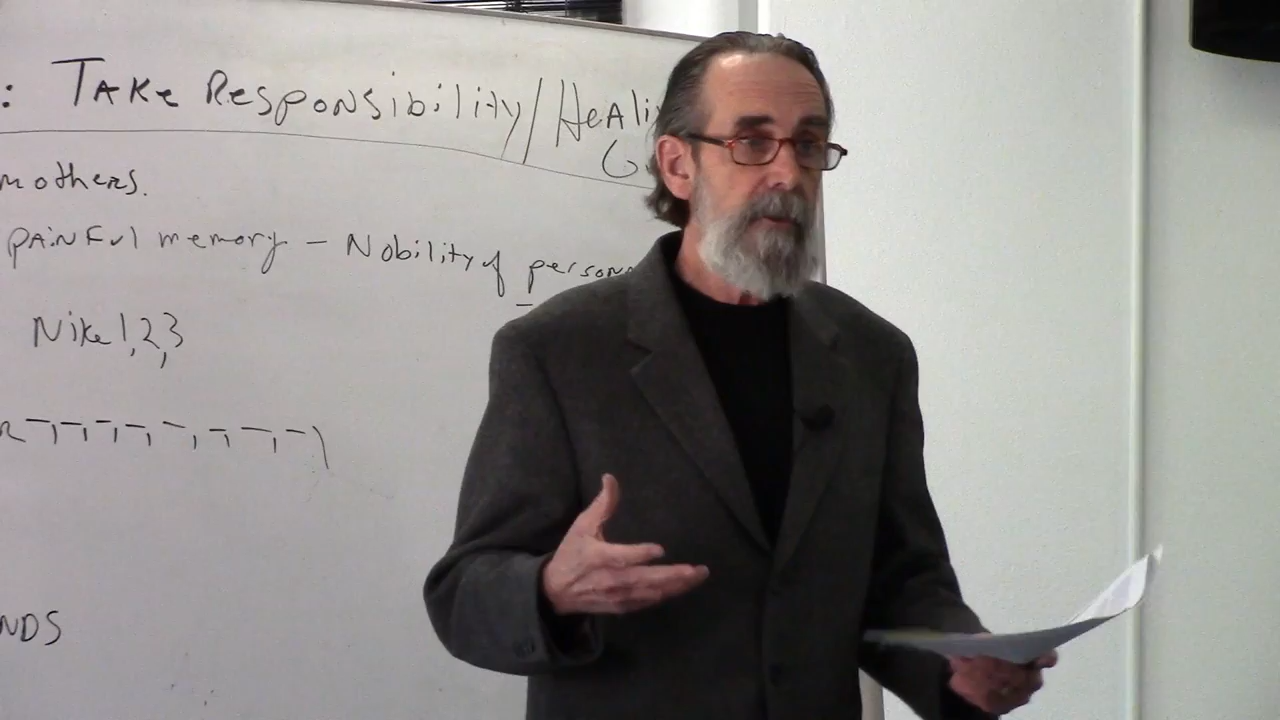 : TAKE RESPONSIBILITY/HEALI
G
mothers.
PAINFUL memory - Nobility of person
Nike 1,2,3
NDS